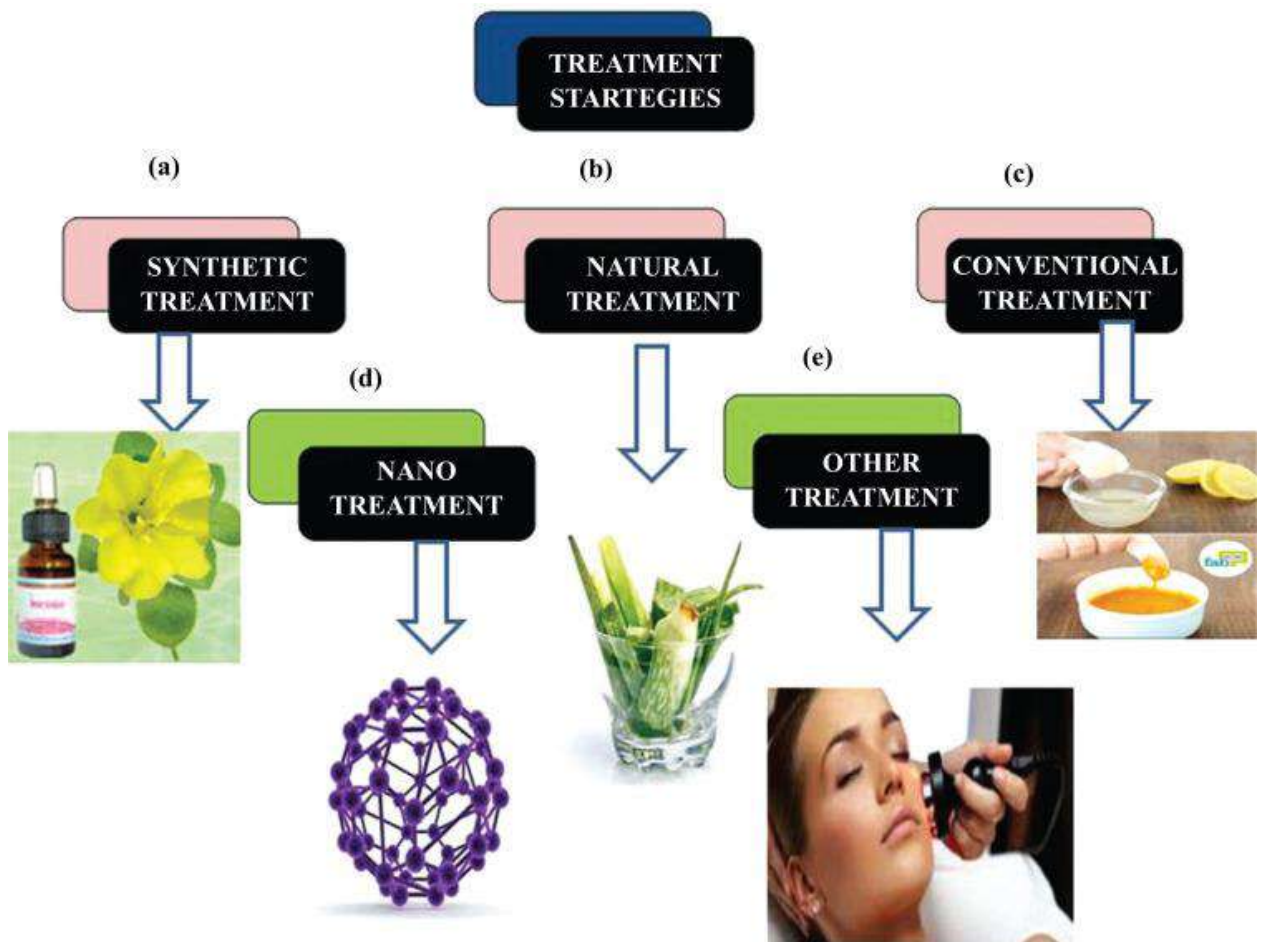 TREATMENT
STARTEGIES
(a)
(b)
(c)
SYNTHETIC
TREATMENT
NATURAL
TREATMENT
CONVENTIONAL
TREATMENT
(d)
(e)
NANO
TREATMENT
OTHER
TREATMENT